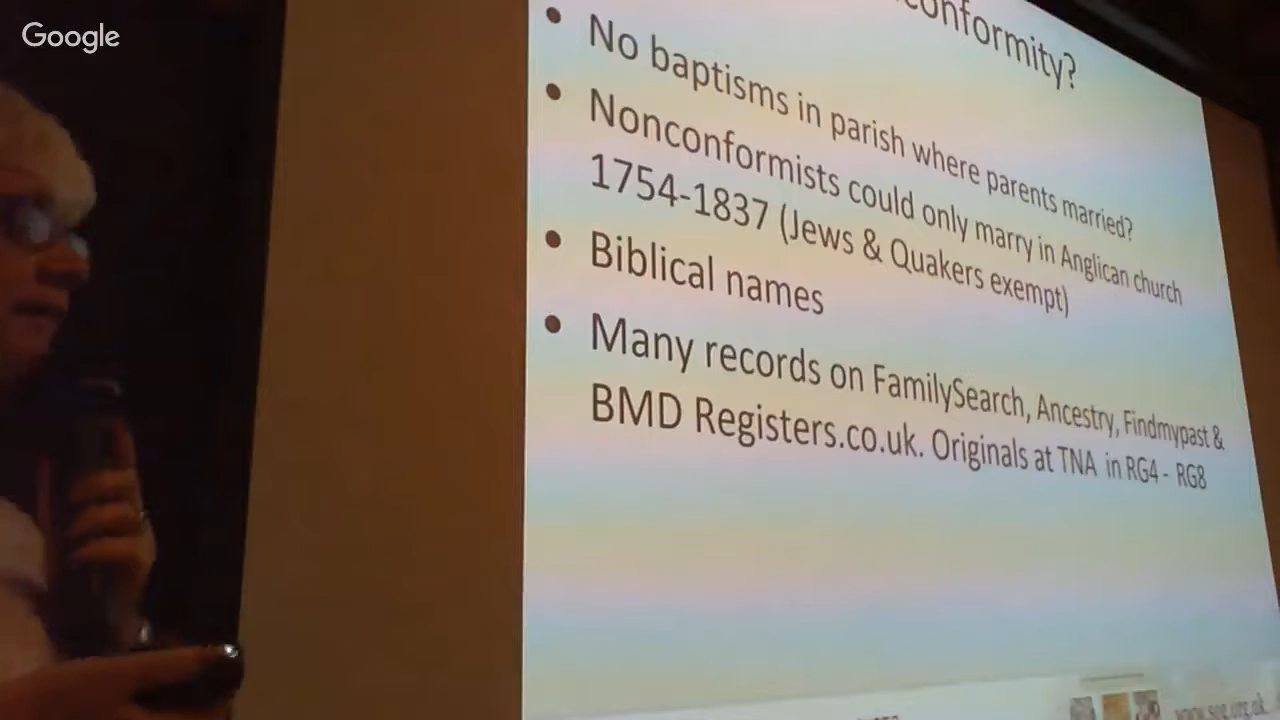 Google
conformity?
• No baptisms in parish where parents married?
• Nonconformists could only marry in Anglican church
1754-1837 (Jews & Quakers exempt)
• Biblical names
• Many records on FamilySearch, Ancestry, Findmypast &
BMD Registers.co.uk. Originals at TNA in RG4 - RG8